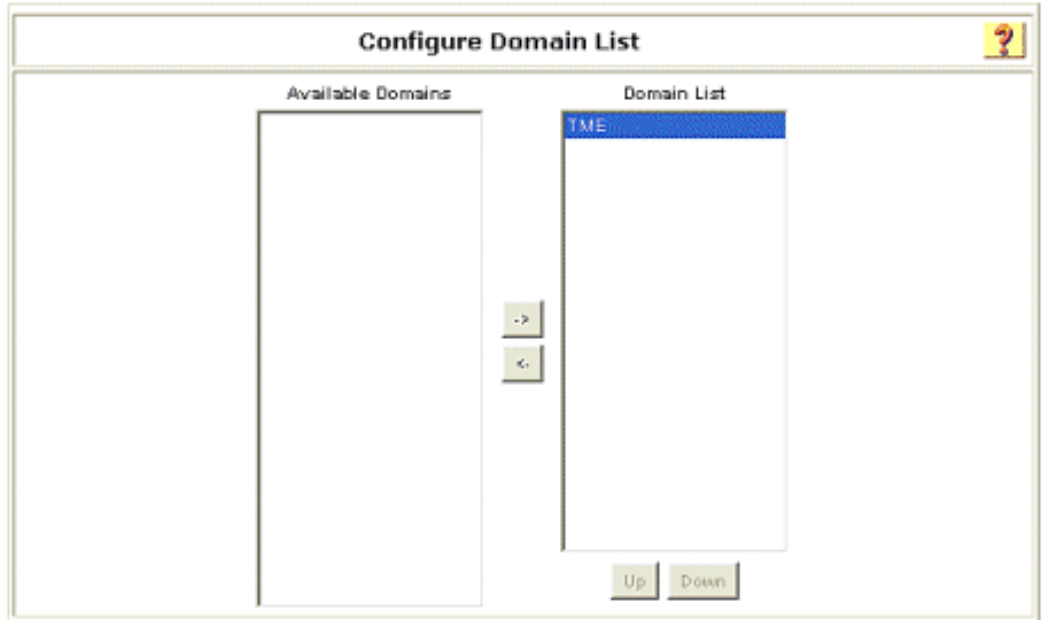 Configure Domain List
?
Available Domains
Domain List
TME
->
<-
Up
Down